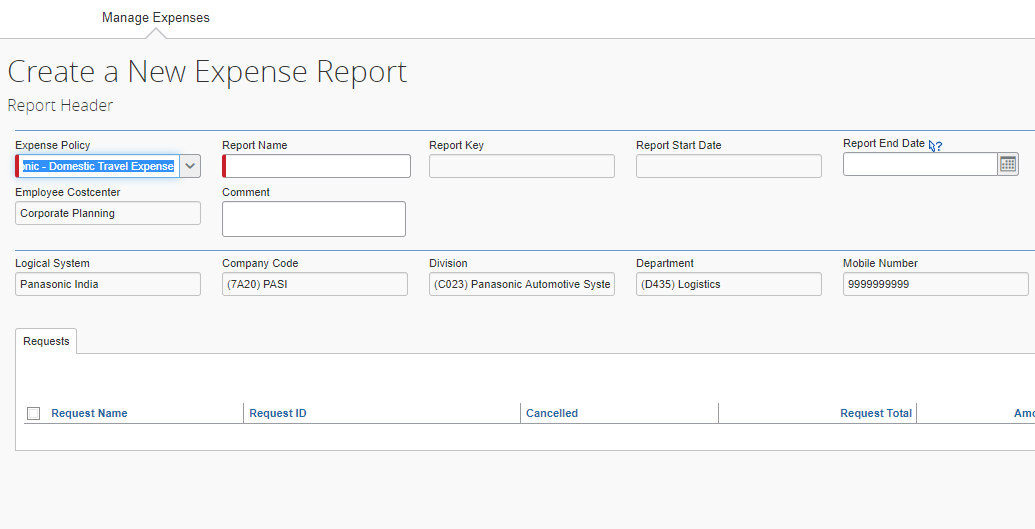 Manage Expenses
Create a New Expense Report
Report Header
Expense Policy Report Name Report Key Report Start Date Report End Date ?
- Domestic Travel Expense
Employee Costcenter Comment
Corporate Planning
Logical System Company Code Division Department Mobile Number
Panasonic India (7A20) PASI (C023) Panasonic Automotive Syste (D435) Logistics 9999999999
Requests
Request Name Request ID Cancelled Request Total